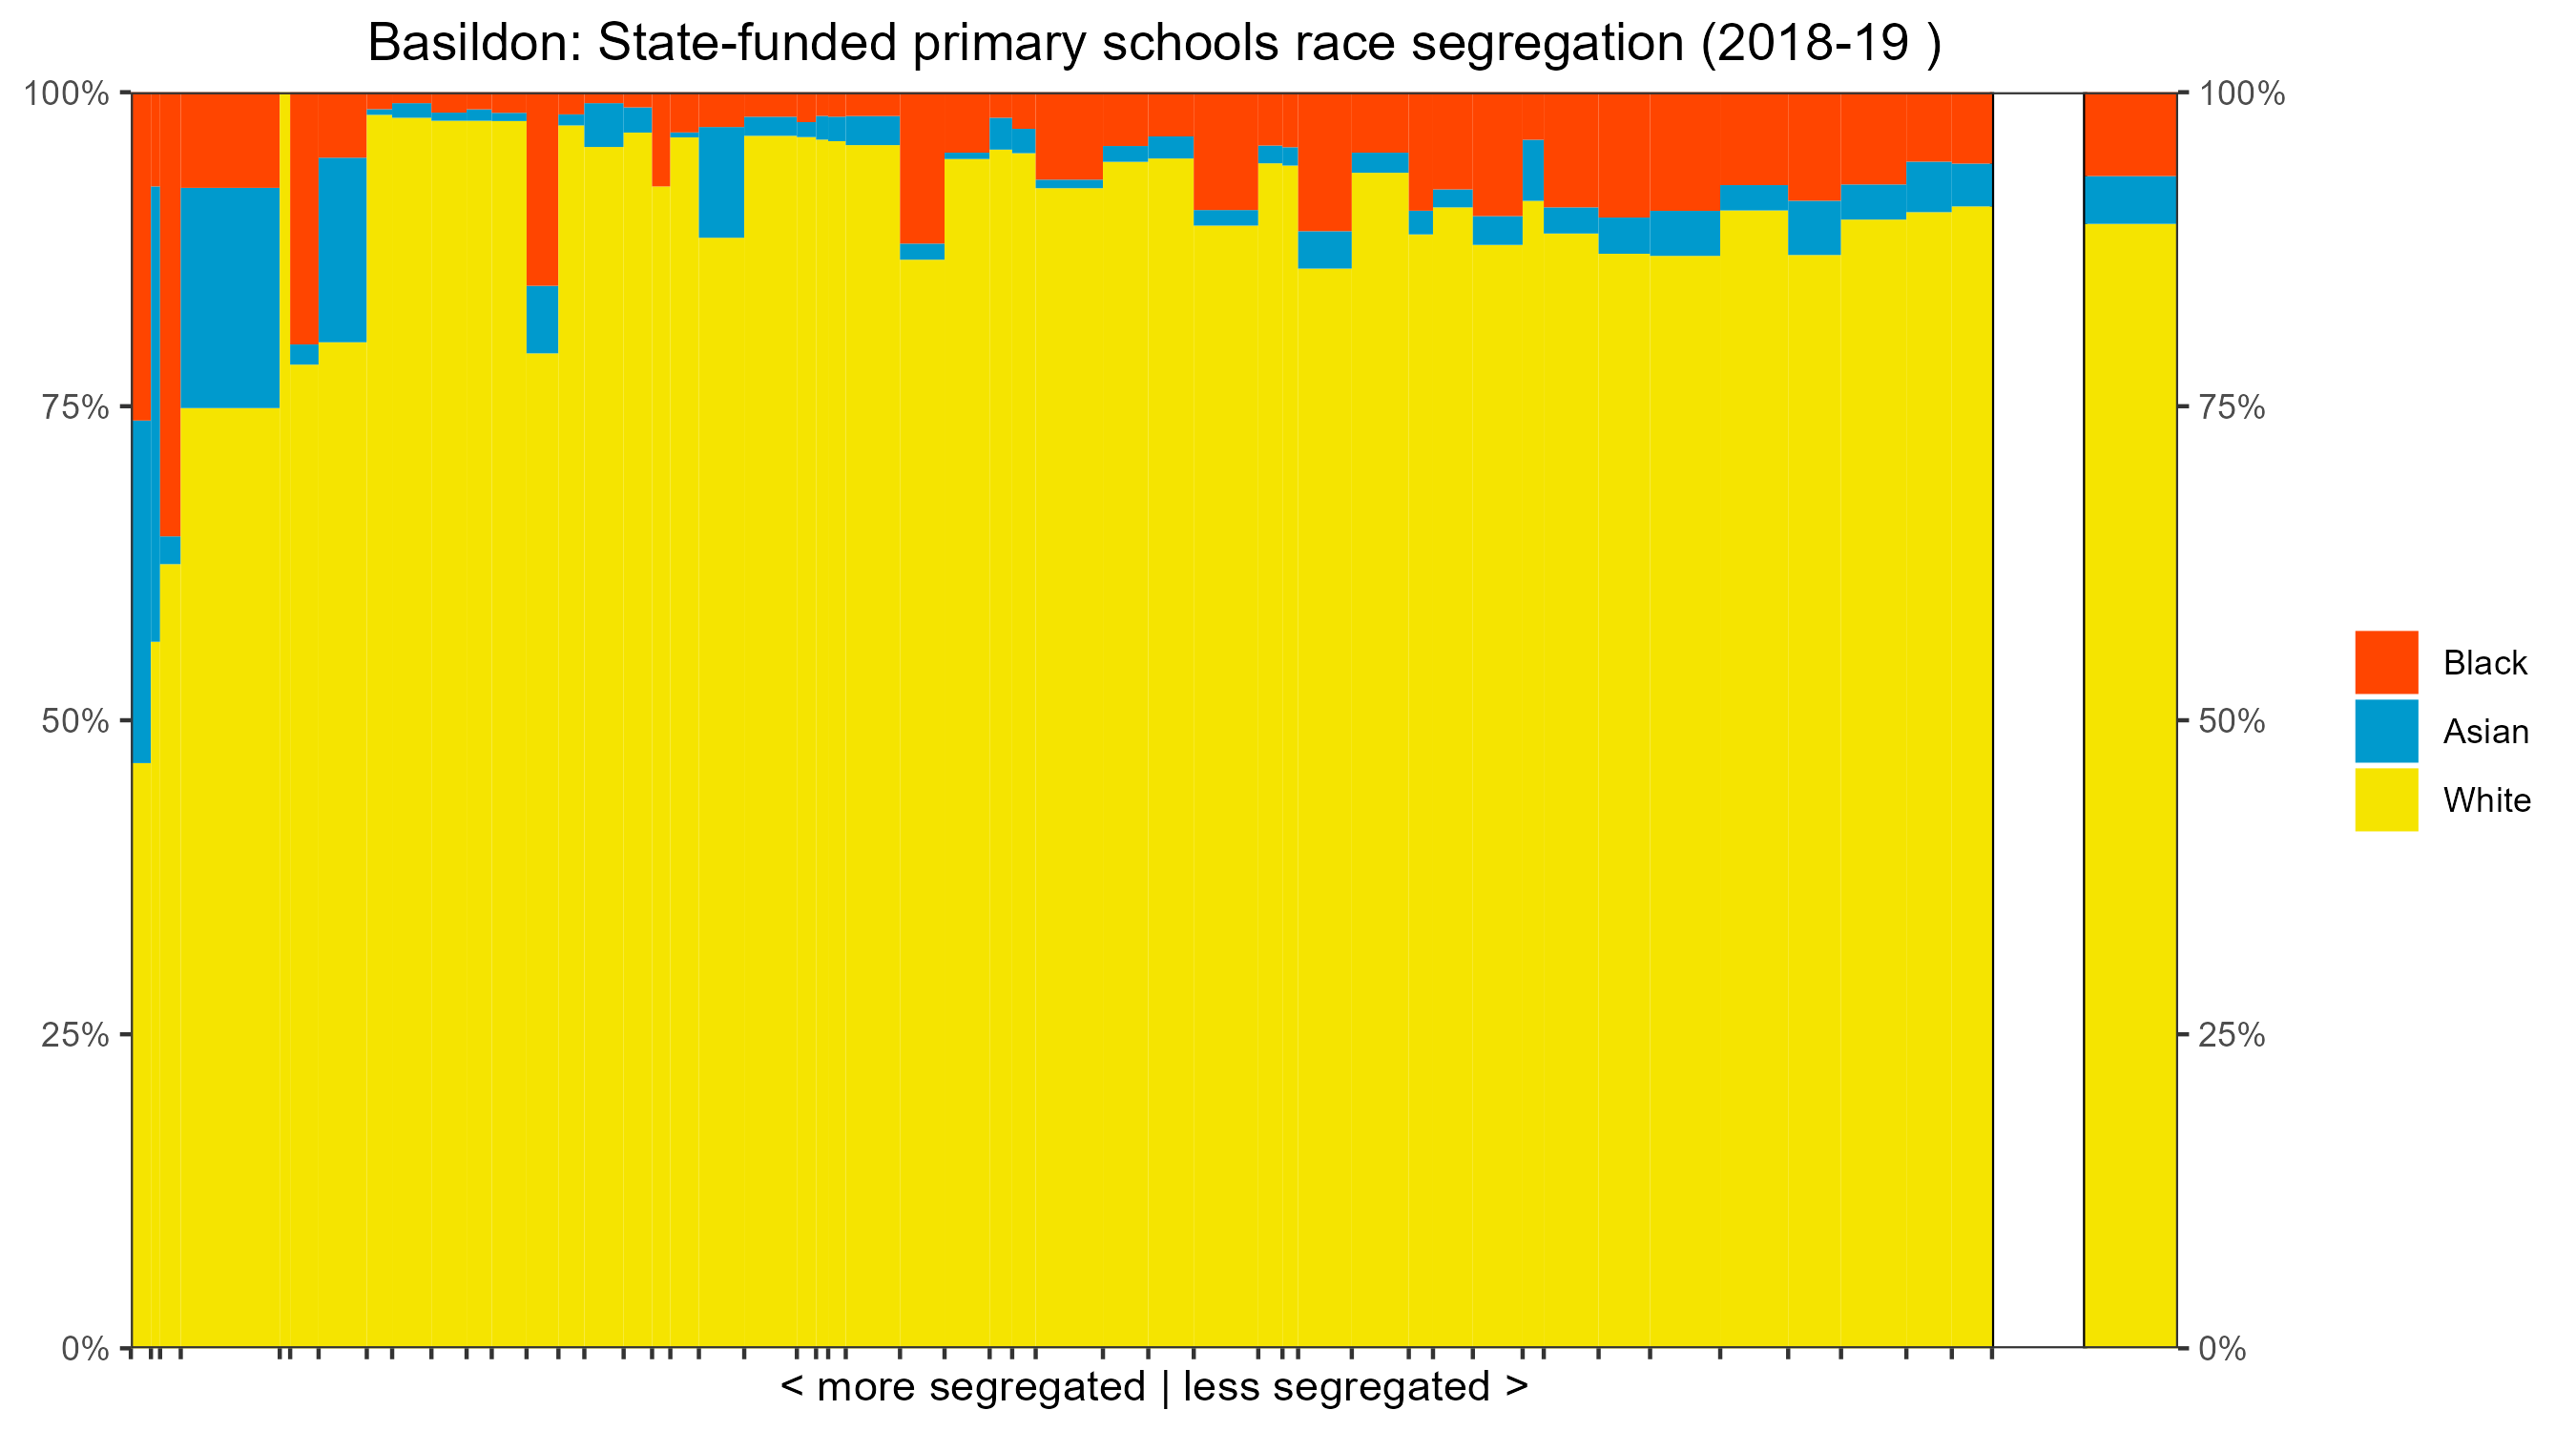 Basildon: State-funded primary schools race segregation (2018-19 )
100%
75%
50%
25%
0%
100%
75%
50%
25%
0%
Black
Asian
White
< more segregated | less segregated >